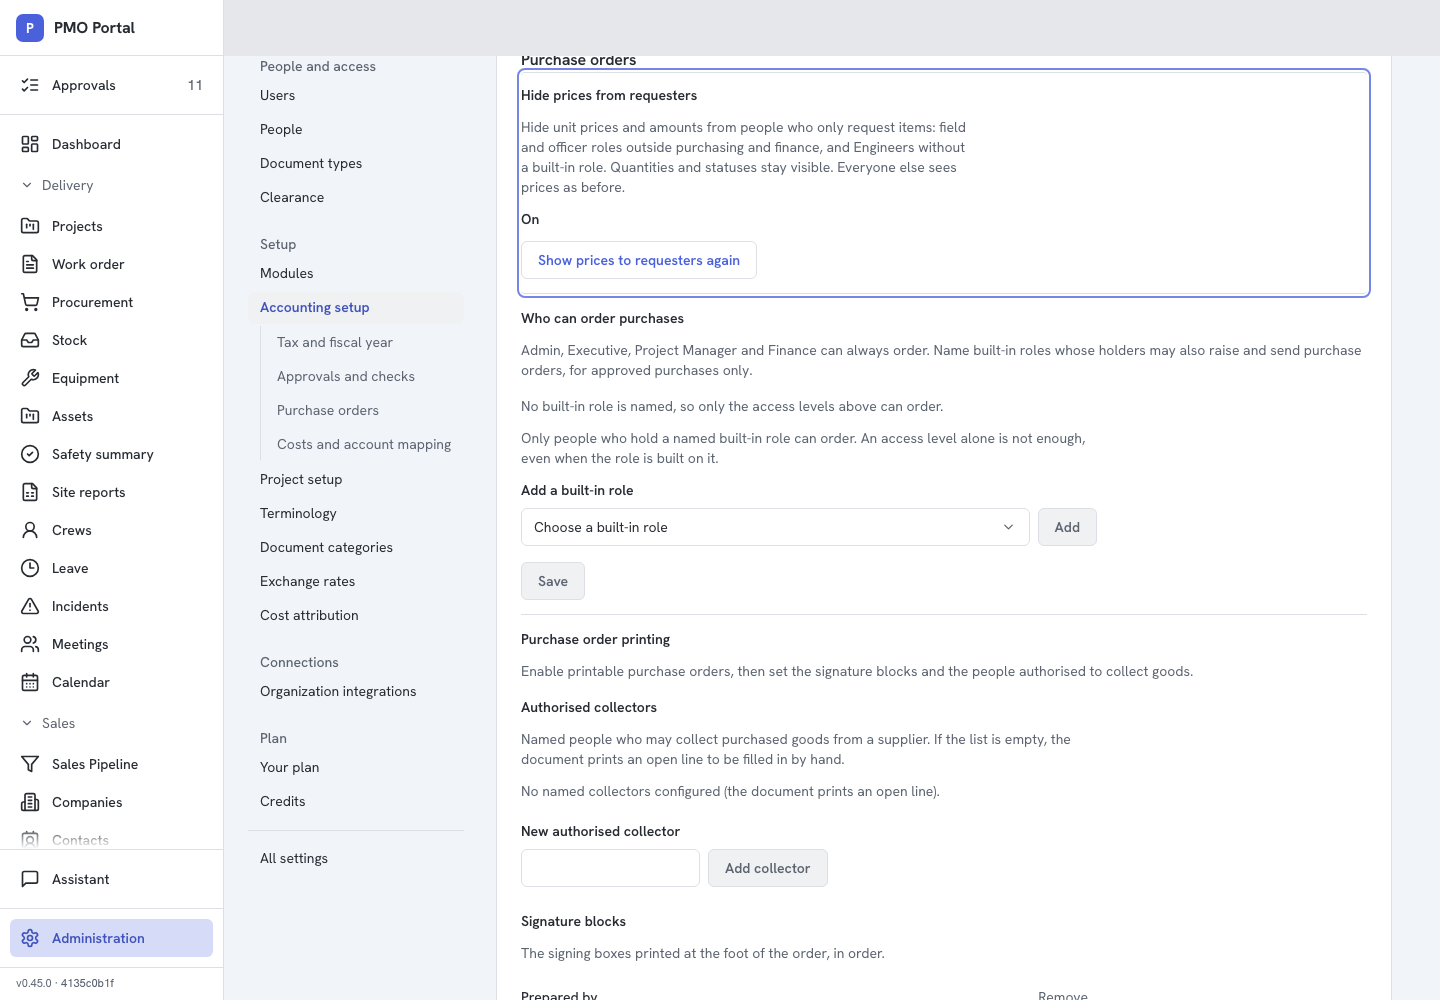 P
PMO Portal
Approvals
11
Dashboard
Delivery
Projects
Work order
Procurement
Stock
Equipment
Assets
Safety summary
Site reports
Crews
Leave
Incidents
Meetings
Calendar
Sales
Sales Pipeline
Companies
Contacts
Assistant
Administration
v0.45.0 · 4135c0b1f
People and access
Users
People
Document types
Clearance
Setup
Modules
Accounting setup
Tax and fiscal year
Approvals and checks
Purchase orders
Costs and account mapping
Project setup
Terminology
Document categories
Exchange rates
Cost attribution
Connections
Organization integrations
Plan
Your plan
Credits
All settings
Purchase orders
Hide prices from requesters
Hide unit prices and amounts from people who only request items: field
and officer roles outside purchasing and finance, and Engineers without
a built-in role. Quantities and statuses stay visible. Everyone else sees
prices as before.
On
Show prices to requesters again
Who can order purchases
Admin, Executive, Project Manager and Finance can always order. Name built-in roles whose holders may also raise and send purchase
orders, for approved purchases only.
No built-in role is named, so only the access levels above can order.
Only people who hold a named built-in role can order. An access level alone is not enough,
even when the role is built on it.
Add a built-in role
Choose a built-in role
Add
Save
Purchase order printing
Enable printable purchase orders, then set the signature blocks and the people authorised to collect goods.
Authorised collectors
Named people who may collect purchased goods from a supplier. If the list is empty, the
document prints an open line to be filled in by hand.
No named collectors configured (the document prints an open line).
New authorised collector
Add collector
Signature blocks
The signing boxes printed at the foot of the order, in order.
Prepared by
Remove